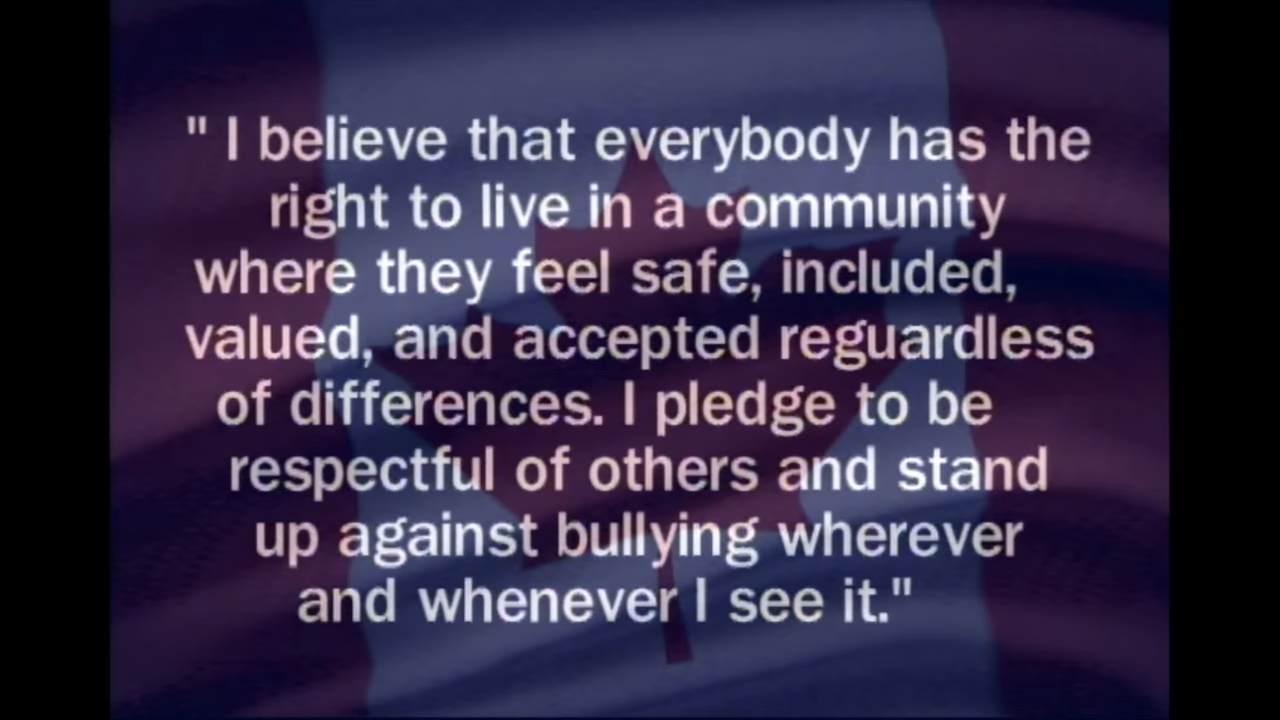 " I believe that everybody has the
right to live in a community
where they feel safe, included,
valued, and accepted reguardless
of differences. I pledge to be
respectful of others and stand
up against bullying wherever
and whenever I see it."